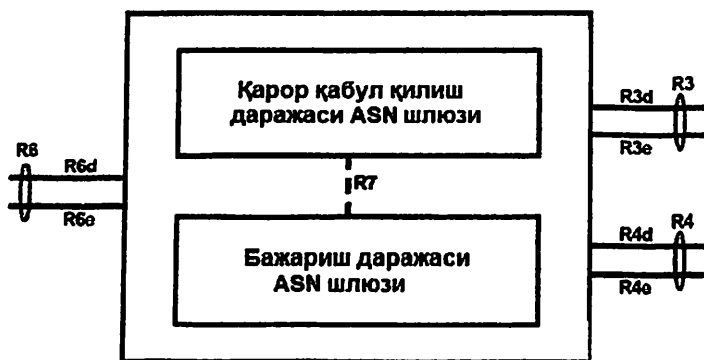 Қарор қабул қилиш
даражаси ASN шлюзи
R3d
R3
R3e
R6
R6d
R6e
R7
Бажариш даражаси
ASN шлюзи
R4d
R4
R4e